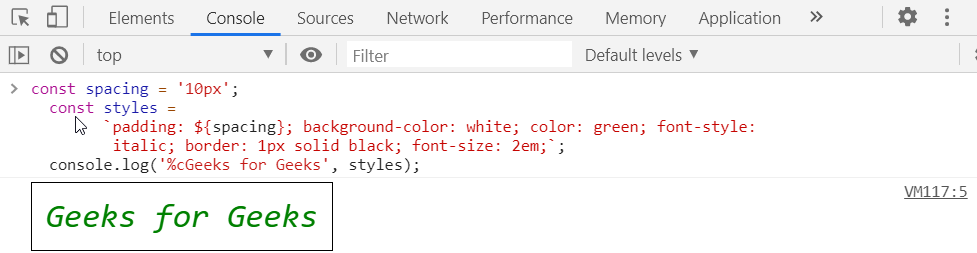 Elements Console Sources Network Performance Memory Application »
top ▼ Filter Default levels ▼
> const spacing = '10px';
const styles =
`padding: ${spacing}; background-color: white; color: green; font-style:
italic; border: 1px solid black; font-size: 2em;`;
console.log('%cGeeks for Geeks', styles);
VM117:5
Geeks for Geeks